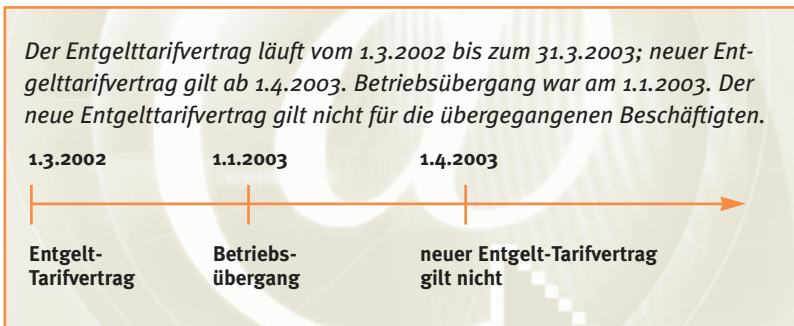 Der Entgelttarifvertrag läuft vom 1.3.2002 bis zum 31.3.2003; neuer Ent-
gelttarifvertrag gilt ab 1.4.2003. Betriebsübergang war am 1.1.2003. Der
neue Entgelttarifvertrag gilt nicht für die übergegangenen Beschäftigten.
1.3.2002 1.1.2003 1.4.2003
Entgelt- Betriebs- neuer Entgelt-Tarifvertrag
Tarifvertrag übergang gilt nicht